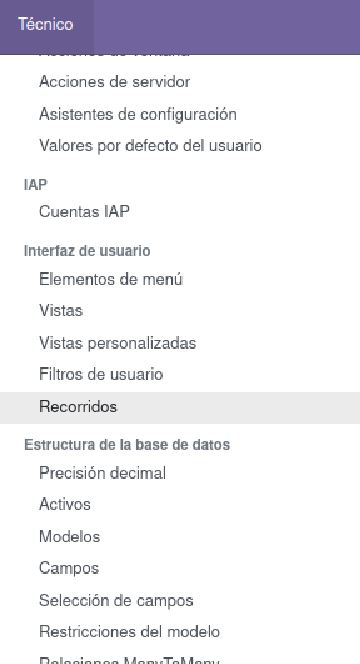 Técnico
Acciones de servidor
Asistentes de configuración
Valores por defecto del usuario
IAP
Cuentas IAP
Interfaz de usuario
Elementos de menú
Vistas
Vistas personalizadas
Filtros de usuario
Recorridos
Estructura de la base de datos
Precisión decimal
Activos
Modelos
Campos
Selección de campos
Restricciones del modelo
Relaciones ManyToMany